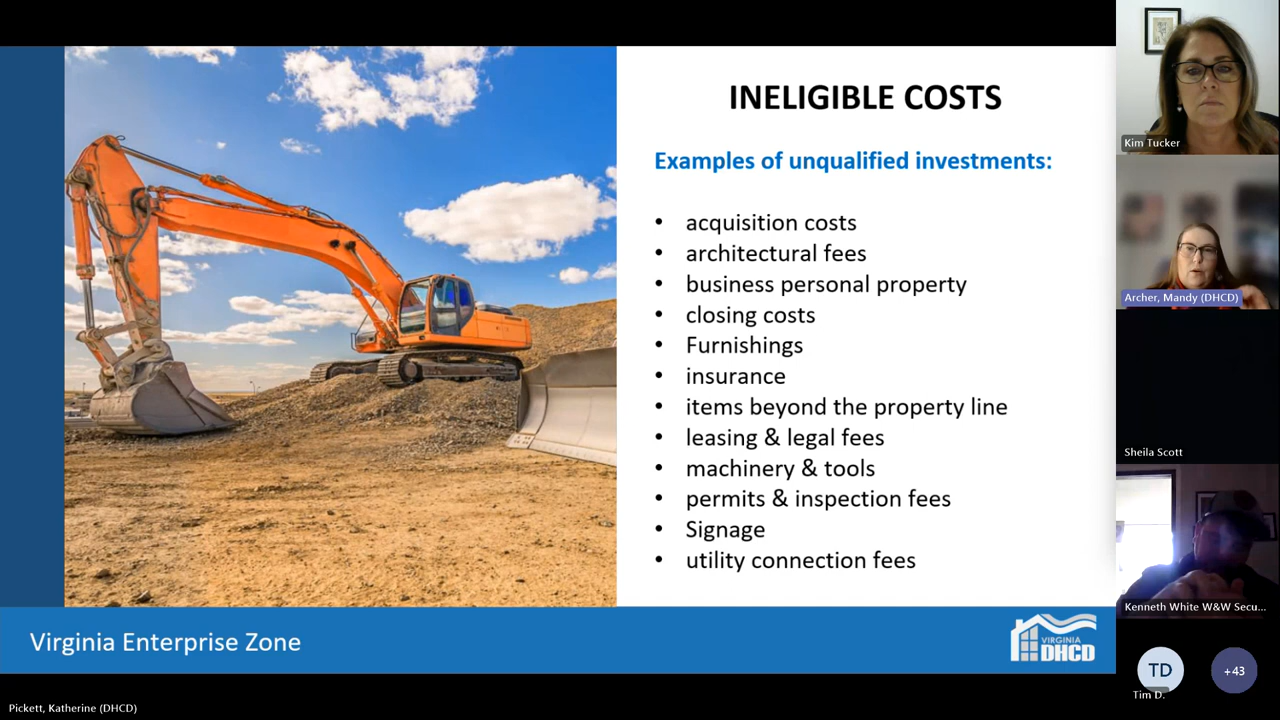 INELIGIBLE COSTS
Examples of unqualified investments:
• acquisition costs
• architectural fees
• business personal property
• closing costs
• Furnishings
• insurance
• items beyond the property line
• leasing & legal fees
• machinery & tools
• permits & inspection fees
• Signage
• utility connection fees
Virginia Enterprise Zone
VIRGINIA
DHCD
Pickett, Katherine (DHCD)
Kim Tucker
Archer, Mandy (DHCD)
Sheila Scott
Kenneth White W&W Secu...
TD
+43
Tim D.